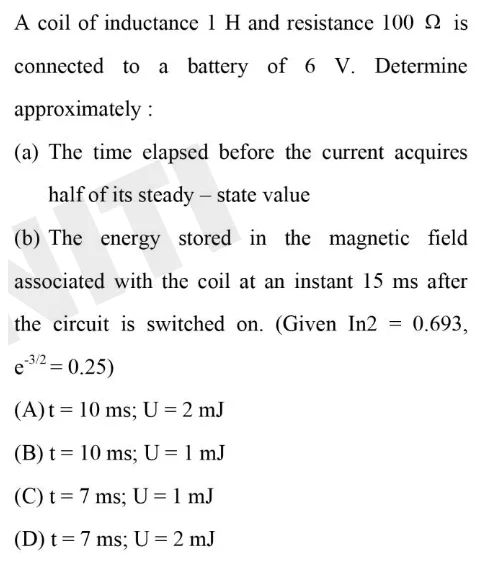 A coil of inductance 1 H and resistance 100 Ω is
connected to a battery of 6 V. Determine
approximately :
(a) The time elapsed before the current acquires
half of its steady – state value
(b) The energy stored in the magnetic field
associated with the coil at an instant 15 ms after
the circuit is switched on. (Given In2 = 0.693,
e⁻³/² = 0.25)
(A) t = 10 ms; U = 2 mJ
(B) t = 10 ms; U = 1 mJ
(C) t = 7 ms; U = 1 mJ
(D) t = 7 ms; U = 2 mJ